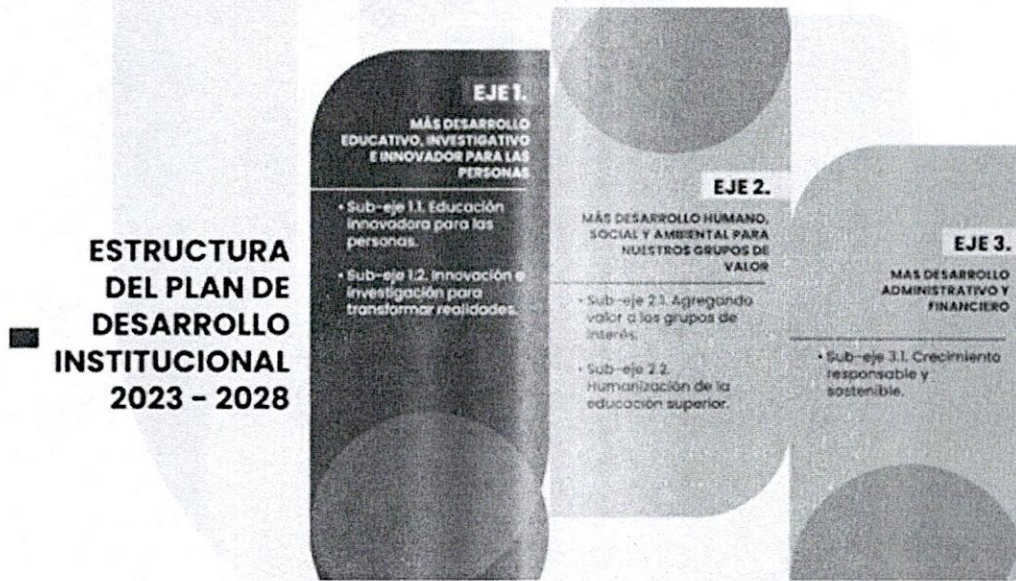 ESTRUCTURA
DEL PLAN DE
DESARROLLO
INSTITUCIONAL
2023 - 2028
EJE 1.
MÁS DESARROLLO
EDUCATIVO, INVESTIGATIVO
E INNOVADOR PARA LAS
PERSONAS
• Sub-eje 1.1. Educación
innovadora para las
personas.
• Sub-eje 1.2. Innovación e
investigación para
transformar realidades.
EJE 2.
MÁS DESARROLLO HUMANO,
SOCIAL Y AMBIENTAL PARA
NUESTROS GRUPOS DE
VALOR
• Sub-eje 2.1. Agregando
valor a los grupos de
interés.
• Sub-eje 2.2.
Humanización de la
educación superior.
EJE 3.
MAS DESARROLLO
ADMINISTRATIVO Y
FINANCIERO
• Sub-eje 3.1. Crecimiento
responsable y
sostenible.